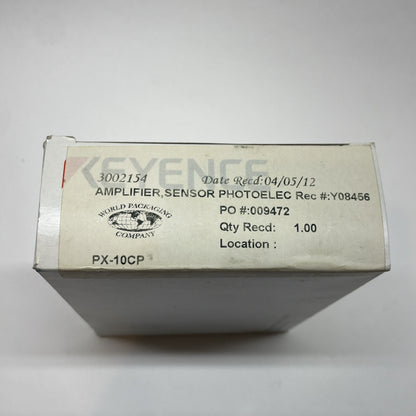 KEYENCE
3002154 Date Recd:04/05/12
AMPLIFIER,SENSOR PHOTOELEC Rec #:Y08456
PO #:009472
WORLD PACKAGING
COMPANY
Qty Recd: 1.00
Location :
PX-10CP